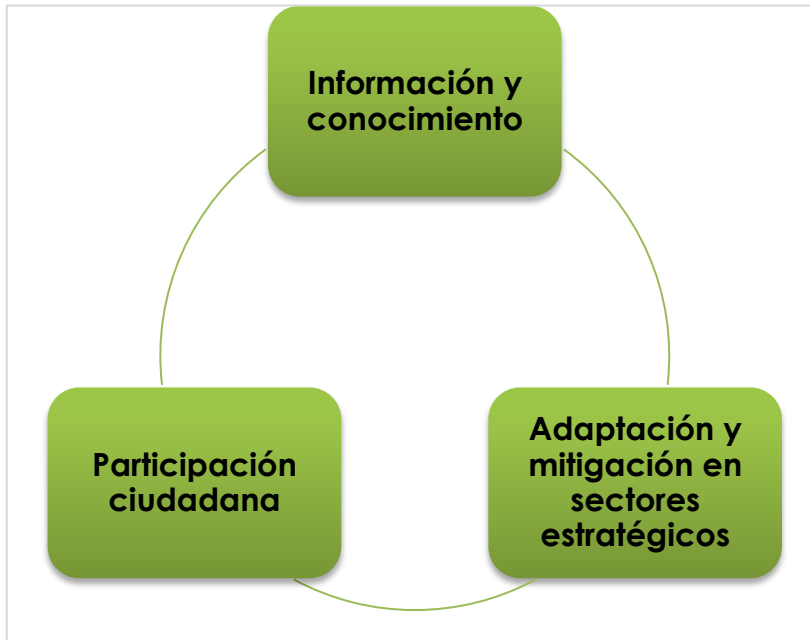 Información y
conocimiento
Participación
ciudadana
Adaptación y
mitigación en
sectores
estratégicos